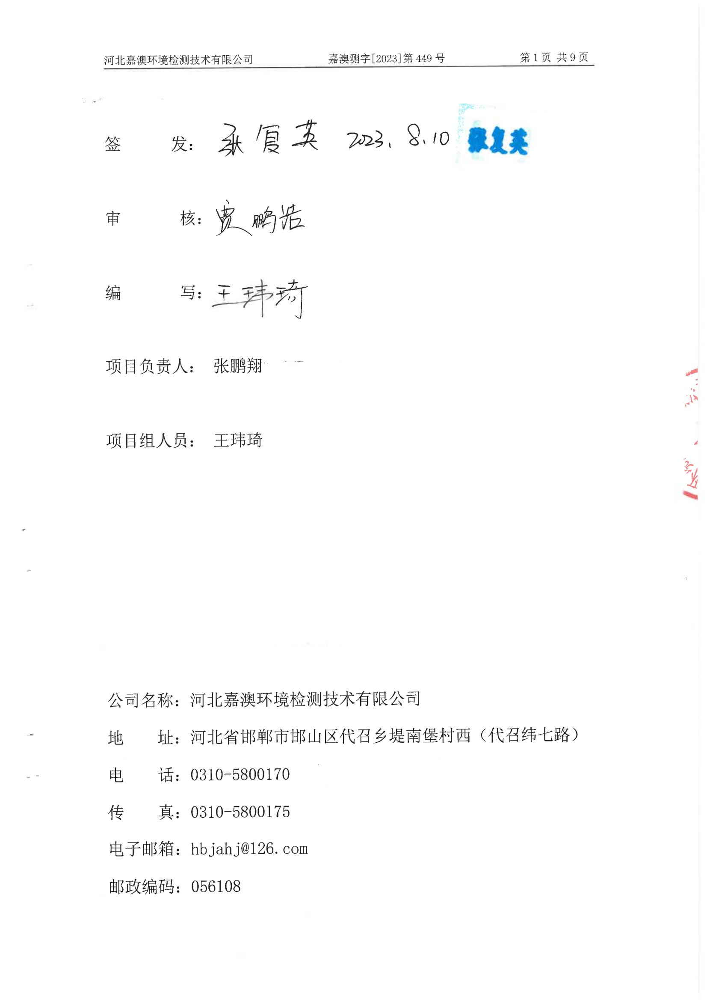 河北嘉澳环境检测技术有限公司 嘉澳测字[2023]第 449 号 第 1 页 共 9 页
签 发: 张复英 2023.8.10 张复英
审 核: 贾鹏浩
编 写: 王玮琦
项目负责人: 张鹏翔
项目组人员: 王玮琦
公司名称: 河北嘉澳环境检测技术有限公司
地 址: 河北省邯郸市邯山区代召乡堤南堡村西（代召纬七路）
电 话: 0310-5800170
传 真: 0310-5800175
电子邮箱: hbjahj@126.com
邮政编码: 056108